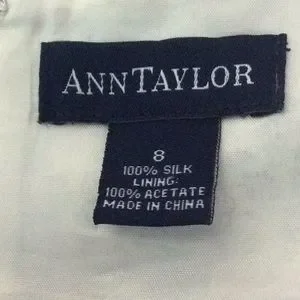 ANNTAYLOR
8
100% SILK
LINING:
100% ACETATE
MADE IN CHINA